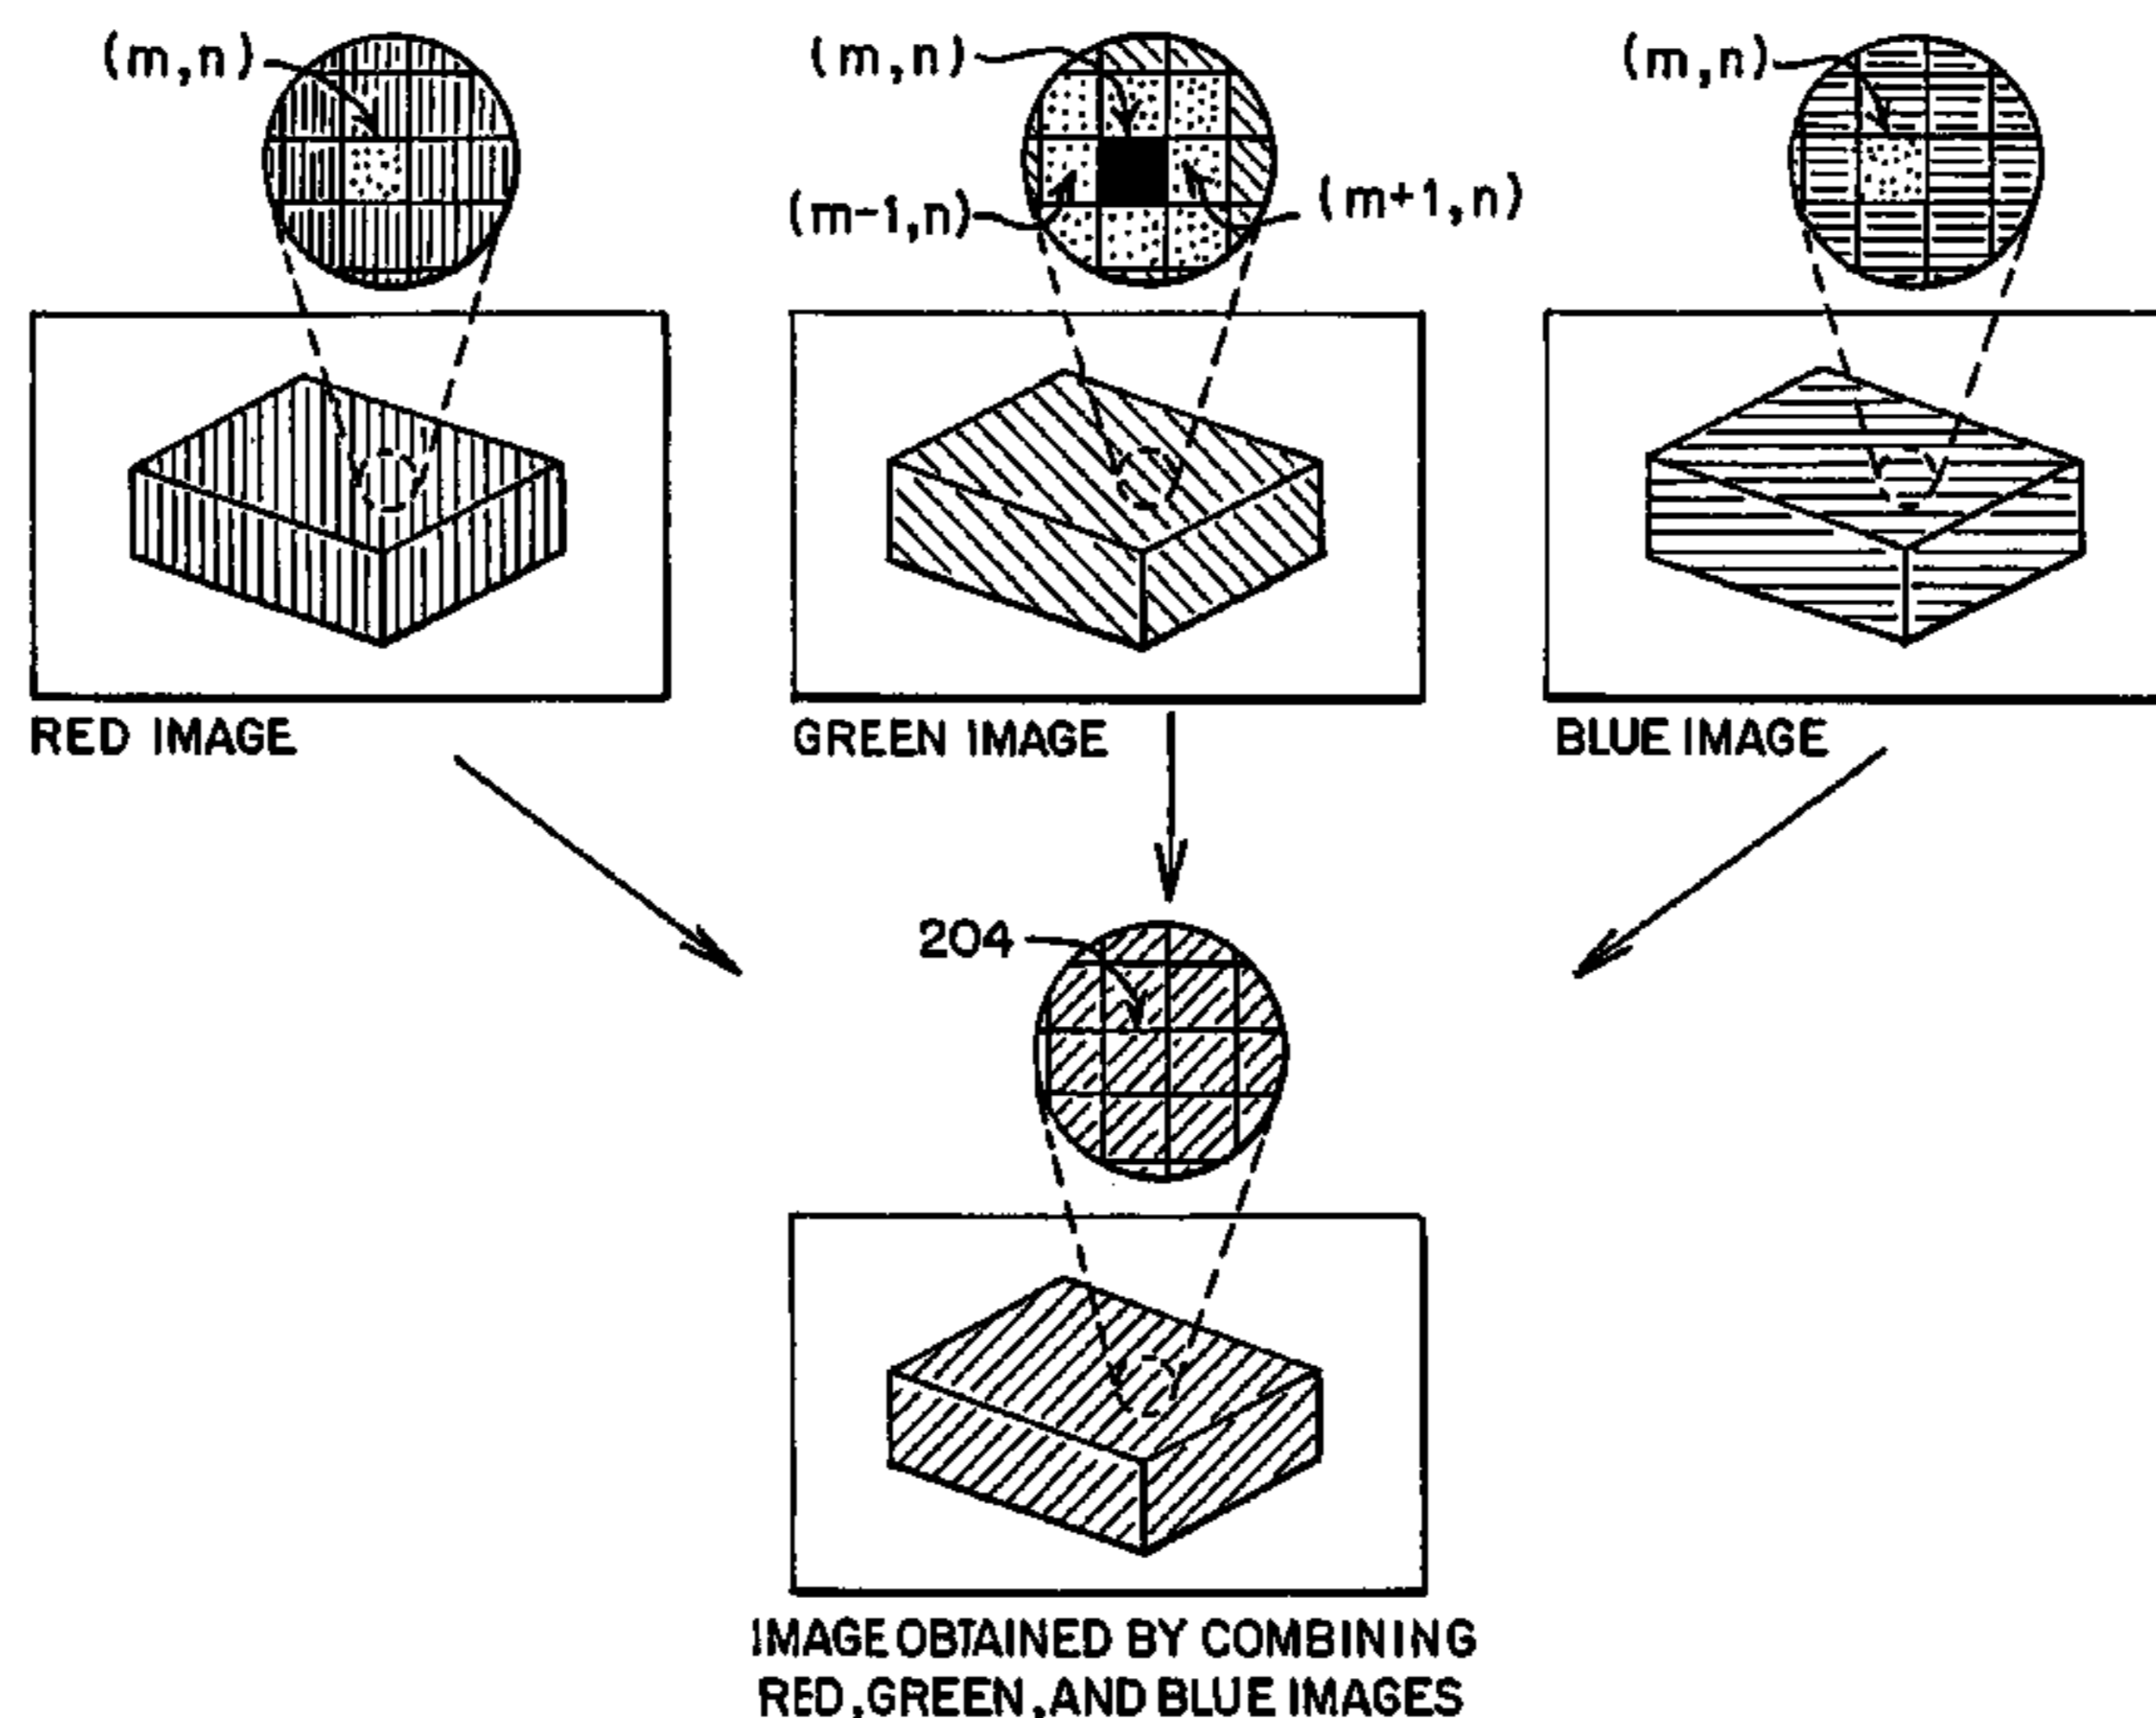 (m,n)
(m,n)
(m,n)
(m-1,n)
(m+1,n)
RED IMAGE
GREEN IMAGE
BLUE IMAGE
204
IMAGE OBTAINED BY COMBINING
RED, GREEN, AND BLUE IMAGES